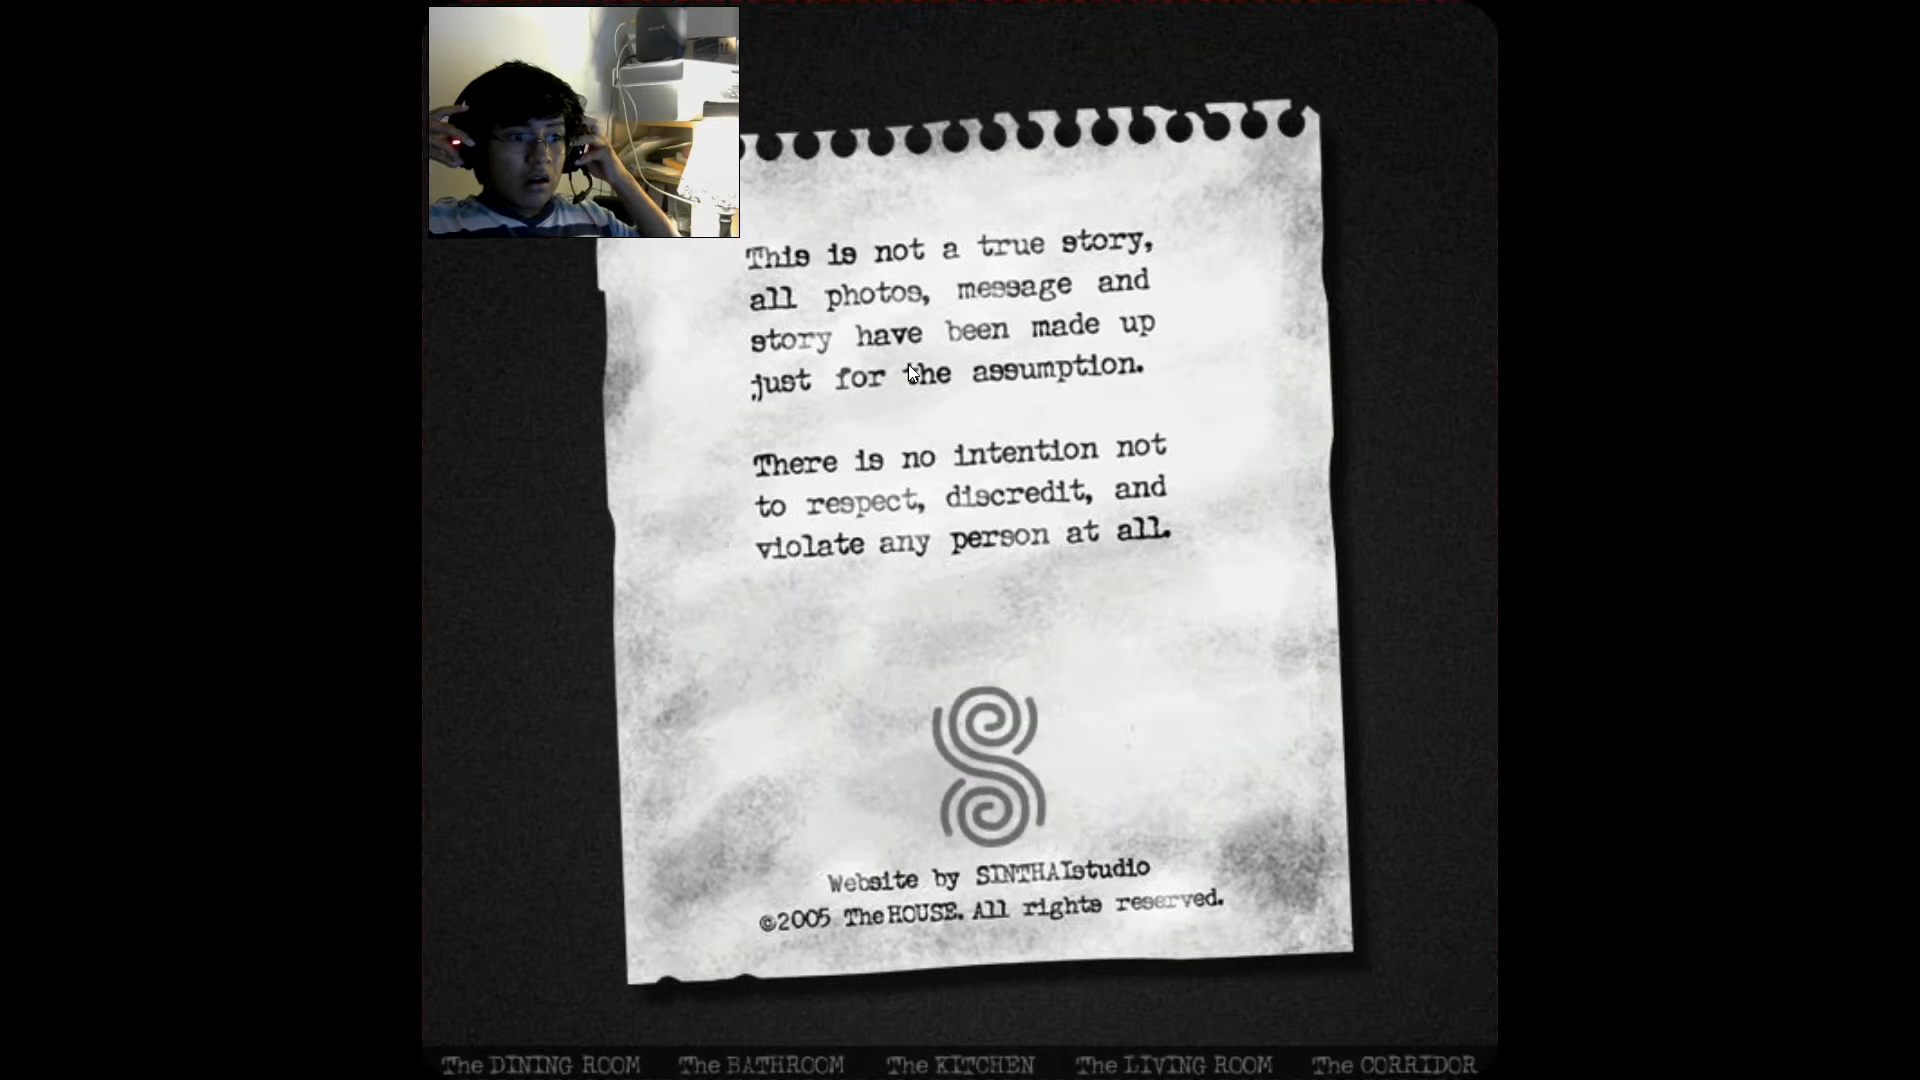 This is not a true story,
all photos, message and
story have been made up
just for the assumption.
There is no intention not
to respect, discredit, and
violate any person at all.
Website by SINTHAIstudio
©2005 The HOUSE. All rights reserved.
The DINING ROOM The BATHROOM The KITCHEN The LIVING ROOM The CORRIDOR